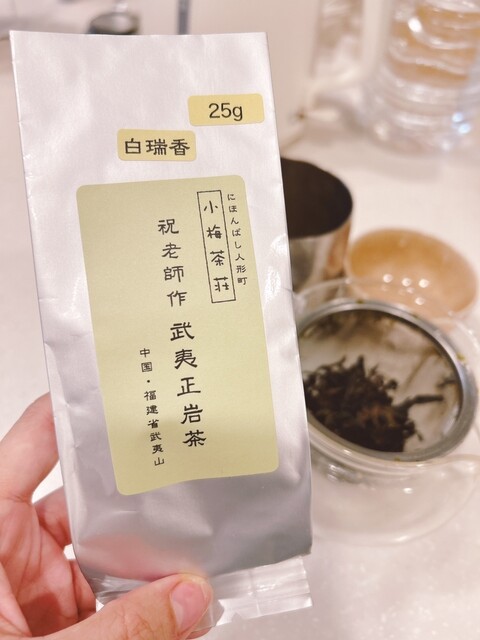 25g
白瑞香
にほんばし人形町
小梅茶荘
祝老師作
武夷正岩茶
中国・福建省武夷山